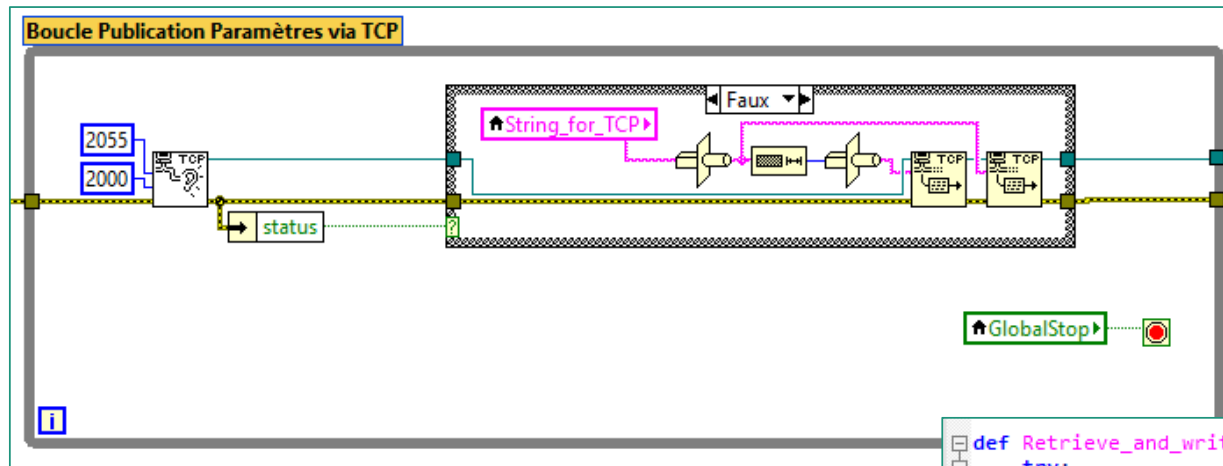 Boucle Publication Paramètres via TCP
Faux
String_for_TCP
2055
TCP
TCP
TCP
2000
status
?
GlobalStop
i
def Retrieve_and_writ
try: